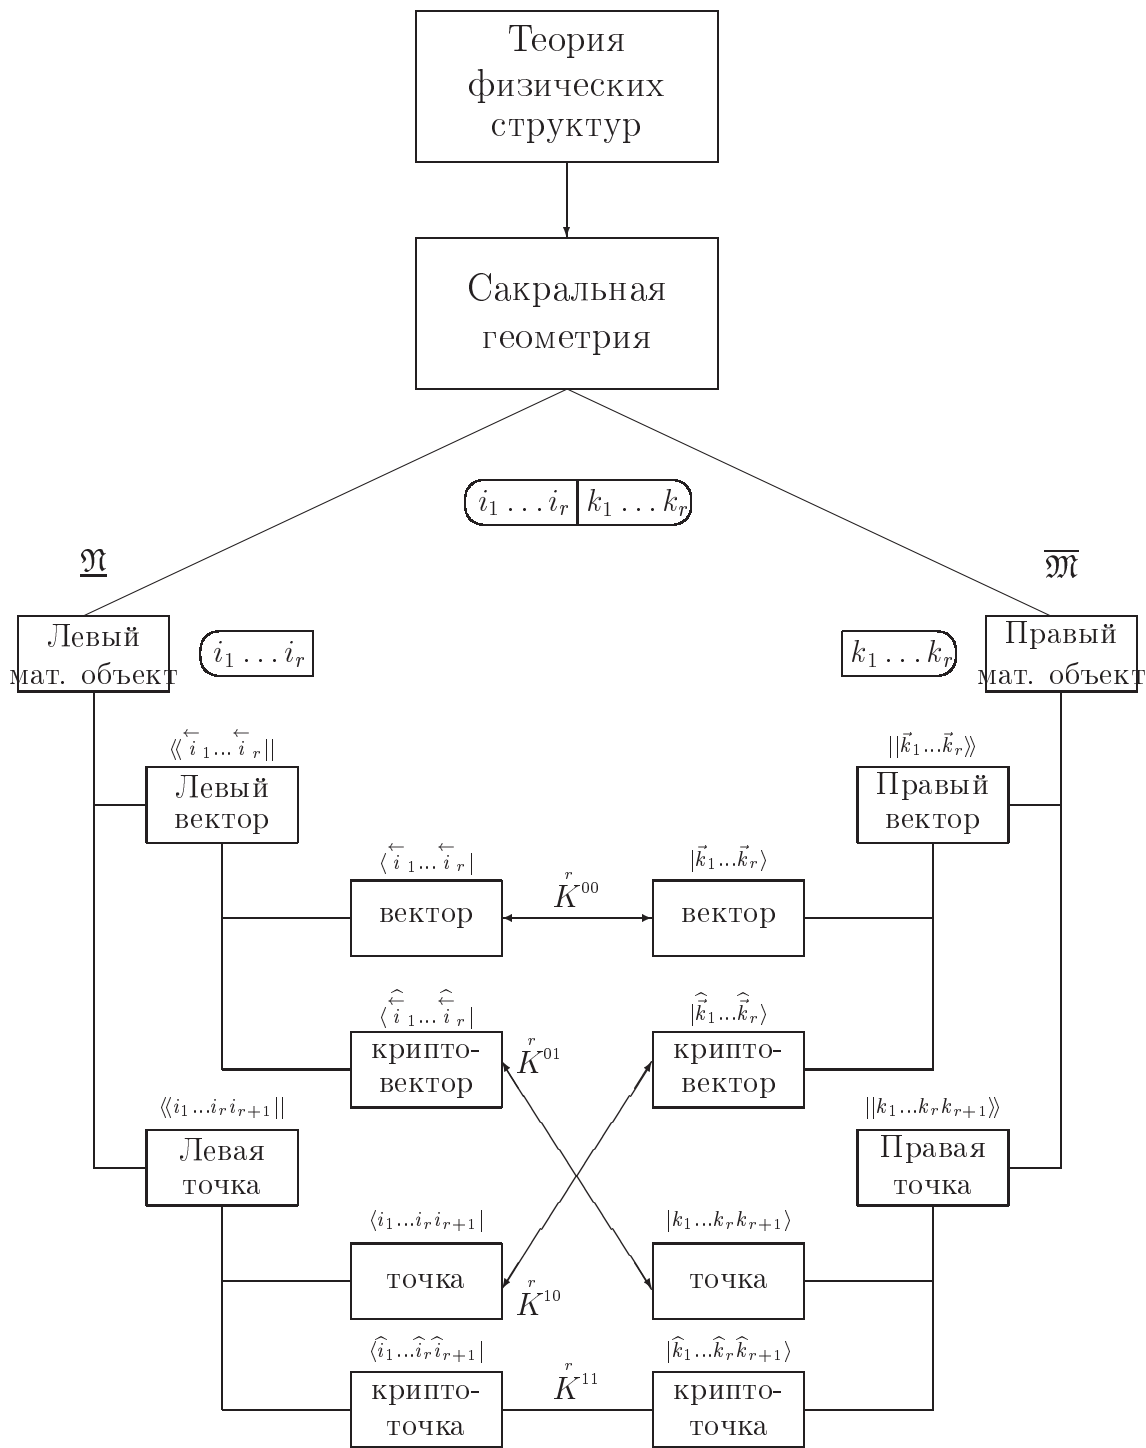 Теория
физических
структур
Сакральная
геометрия
i₁ … iᵣ k₁ … kᵣ
𝔑̲ 𝔐̅
Левый
мат. объект
i₁ … iᵣ
k₁ … kᵣ
Правый
мат. объект
⟪i⃖₁…i⃖ᵣ||
Левый
вектор
||k⃗₁…k⃗ᵣ⟫
Правый
вектор
⟨i⃖₁…i⃖ᵣ|
вектор
Kͬ⁰⁰
|k⃗₁…k⃗ᵣ⟩
вектор
⟨i⃖̂₁…i⃖̂ᵣ|
крипто-
вектор
Kͬ⁰¹
|k⃗̂₁…k⃗̂ᵣ⟩
крипто-
вектор
⟪i₁…iᵣiᵣ₊₁||
Левая
точка
||k₁…kᵣkᵣ₊₁⟫
Правая
точка
⟨i₁…iᵣiᵣ₊₁|
точка
Kͬ¹⁰
|k₁…kᵣkᵣ₊₁⟩
точка
⟨î₁…îᵣîᵣ₊₁|
крипто-
точка
Kͬ¹¹
|k̂₁…k̂ᵣk̂ᵣ₊₁⟩
крипто-
точка